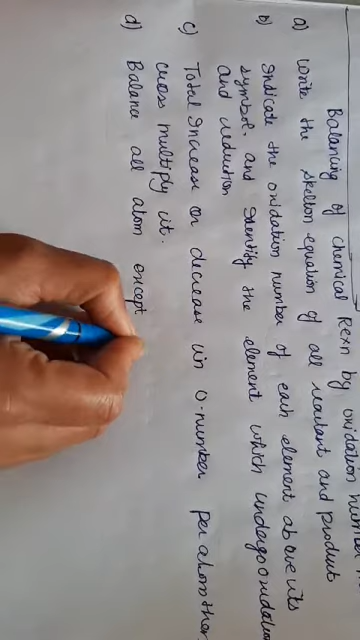 Balancing of chemical Rexn by oxidation number
a) write the skelton equation of all reactant and product
b) Indicate the oxidation number of each element above its
symbol. and Identify the element which undergo
and reduction
c) Total Increase or decrease in O.number per atom then
cross multiply it.
d) Balance all atom except